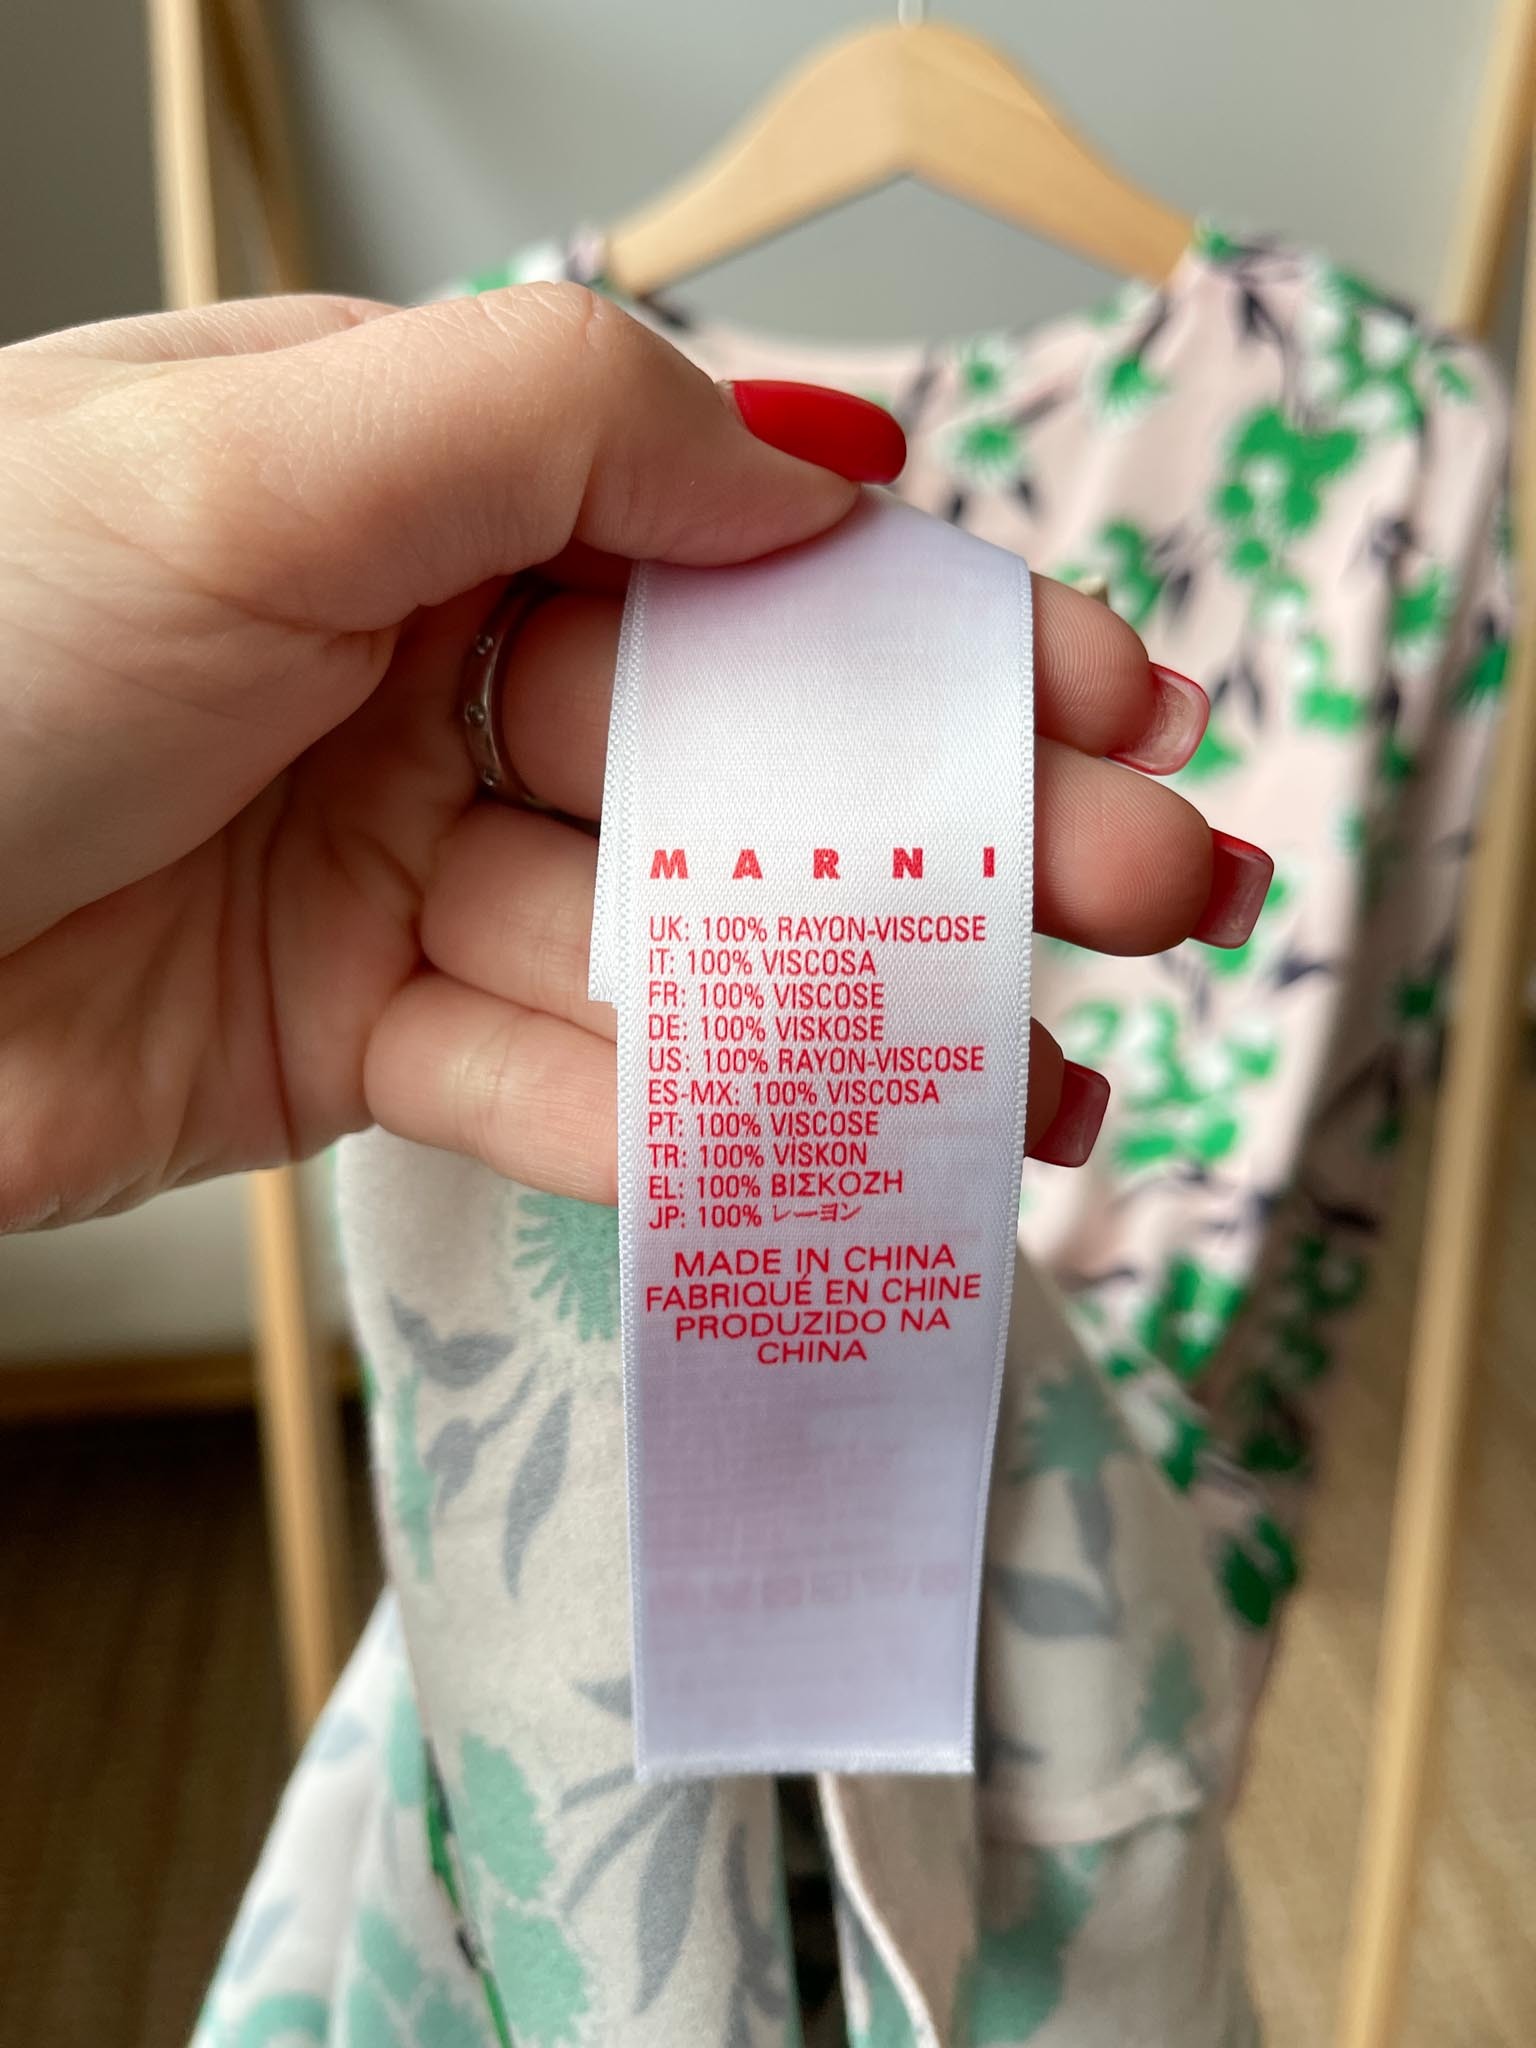 MARNI
UK: 100% RAYON-VISCOSE
IT: 100% VISCOSA
FR: 100% VISCOSE
DE: 100% VISKOSE
US: 100% RAYON-VISCOSE
ES-MX: 100% VISCOSA
PT: 100% VISCOSE
TR: 100% VİSKON
EL: 100% ΒΙΣΚΟΖΗ
JP: 100% レーヨン
MADE IN CHINA
FABRIQUÉ EN CHINE
PRODUZIDO NA
CHINA